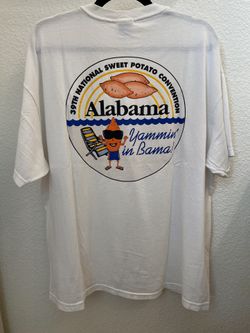 39TH NATIONAL SWEET POTATO CONVENTION
Alabama
Yammin'
in Bama!